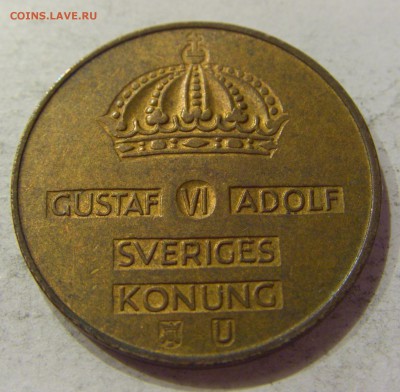 COINS.LAVE.RU
GUSTAF VI ADOLF
SVERIGES
KONUNG
U